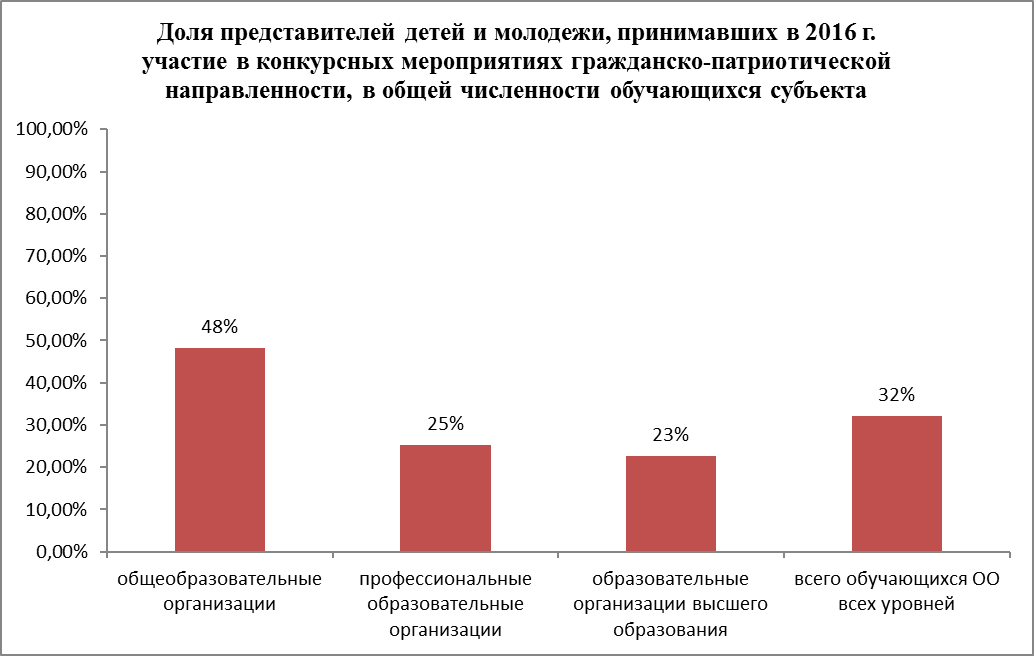 Доля представителей детей и молодежи, принимавших в 2016 г.
участие в конкурсных мероприятиях гражданско-патриотической
направленности, в общей численности обучающихся субъекта
100,00%
90,00%
80,00%
70,00%
60,00%
50,00%
40,00%
30,00%
20,00%
10,00%
0,00%
48%
25%
23%
32%
общеобразовательные
организации
профессиональные
образовательные
организации
образовательные
организации высшего
образования
всего обучающихся ОО
всех уровней